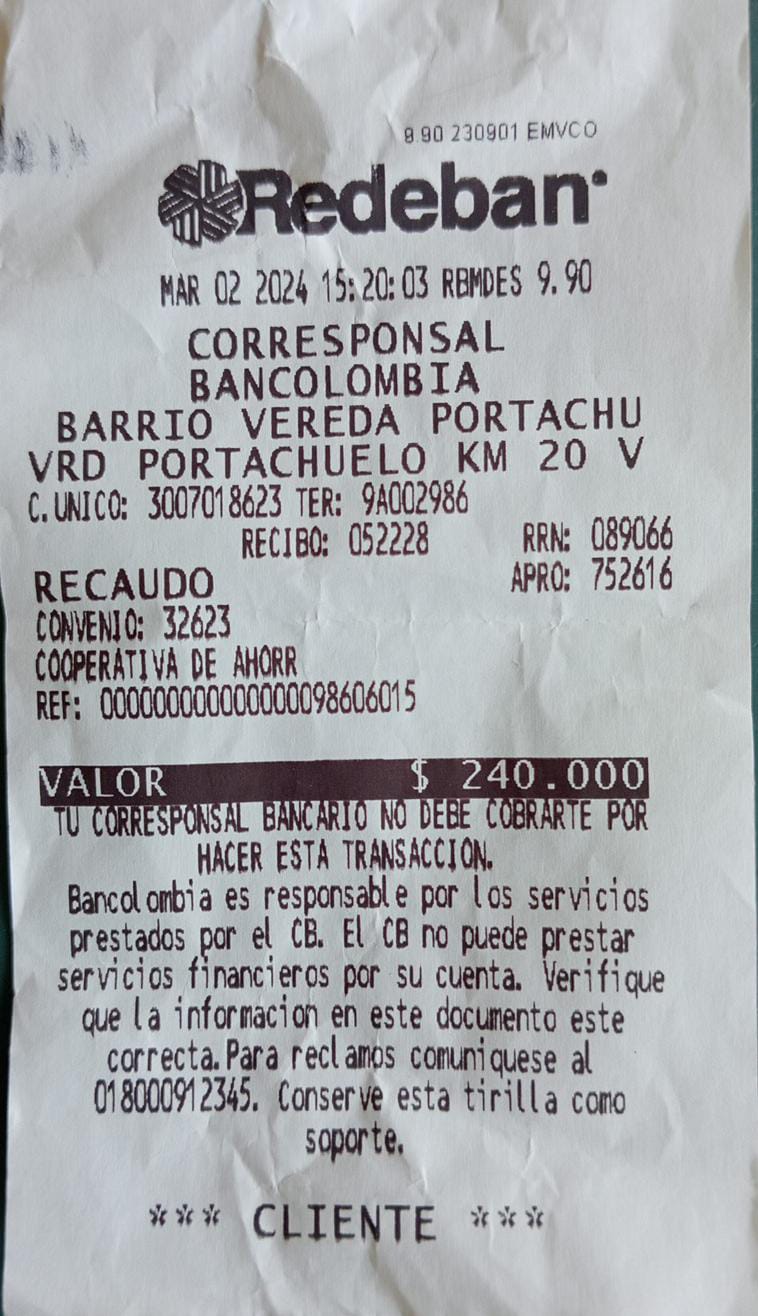 9.90 230901 EMVCO
Redeban
MAR 02 2024 15:20:03 RBMDES 9.90
CORRESPONSAL
BANCOLOMBIA
BARRIO VEREDA PORTACHU
VRD PORTACHUELO KM 20 V
C.UNICO: 3007018623 TER: 9A002986
RECIBO: 052228 RRN: 089066
RECAUDO APRO: 752616
CONVENIO: 32623
COOPERATIVA DE AHORR
REF: 0000000000000000098606015
VALOR $ 240.000
TU CORRESPONSAL BANCARIO NO DEBE COBRARTE POR
HACER ESTA TRANSACCION.
Bancolombia es responsable por los servicios
prestados por el CB. El CB no puede prestar
servicios financieros por su cuenta. Verifique
que la informacion en este documento este
correcta.Para reclamos comuniquese al
018000912345. Conserve esta tirilla como
soporte.
*** CLIENTE ***